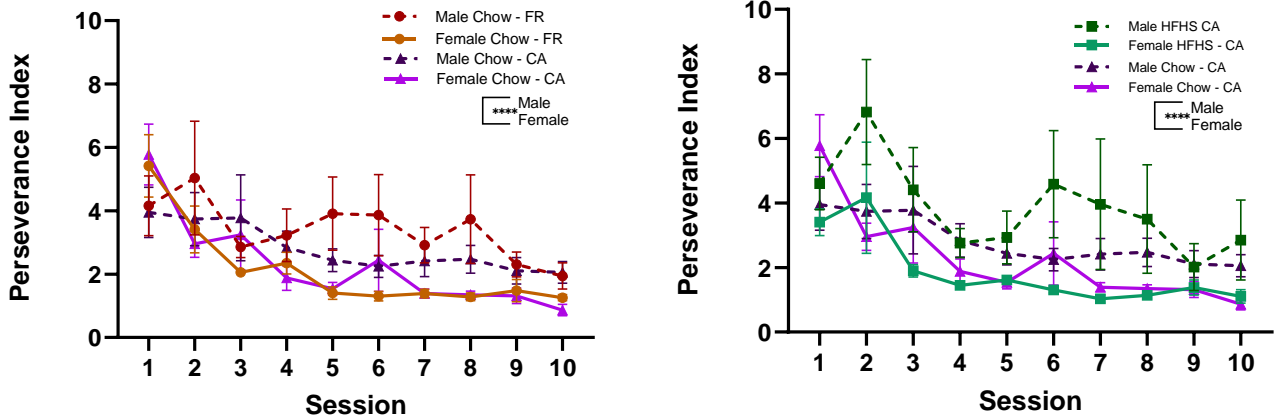 Perseverance Index
10
8
6
4
2
0
1 2 3 4 5 6 7 8 9 10
Session
Male Chow - FR
Female Chow - FR
Male Chow - CA
Female Chow - CA
**** Male
Female
Perseverance Index
10
8
6
4
2
0
1 2 3 4 5 6 7 8 9 10
Session
Male HFHS CA
Female HFHS - CA
Male Chow - CA
Female Chow - CA
**** Male
Female